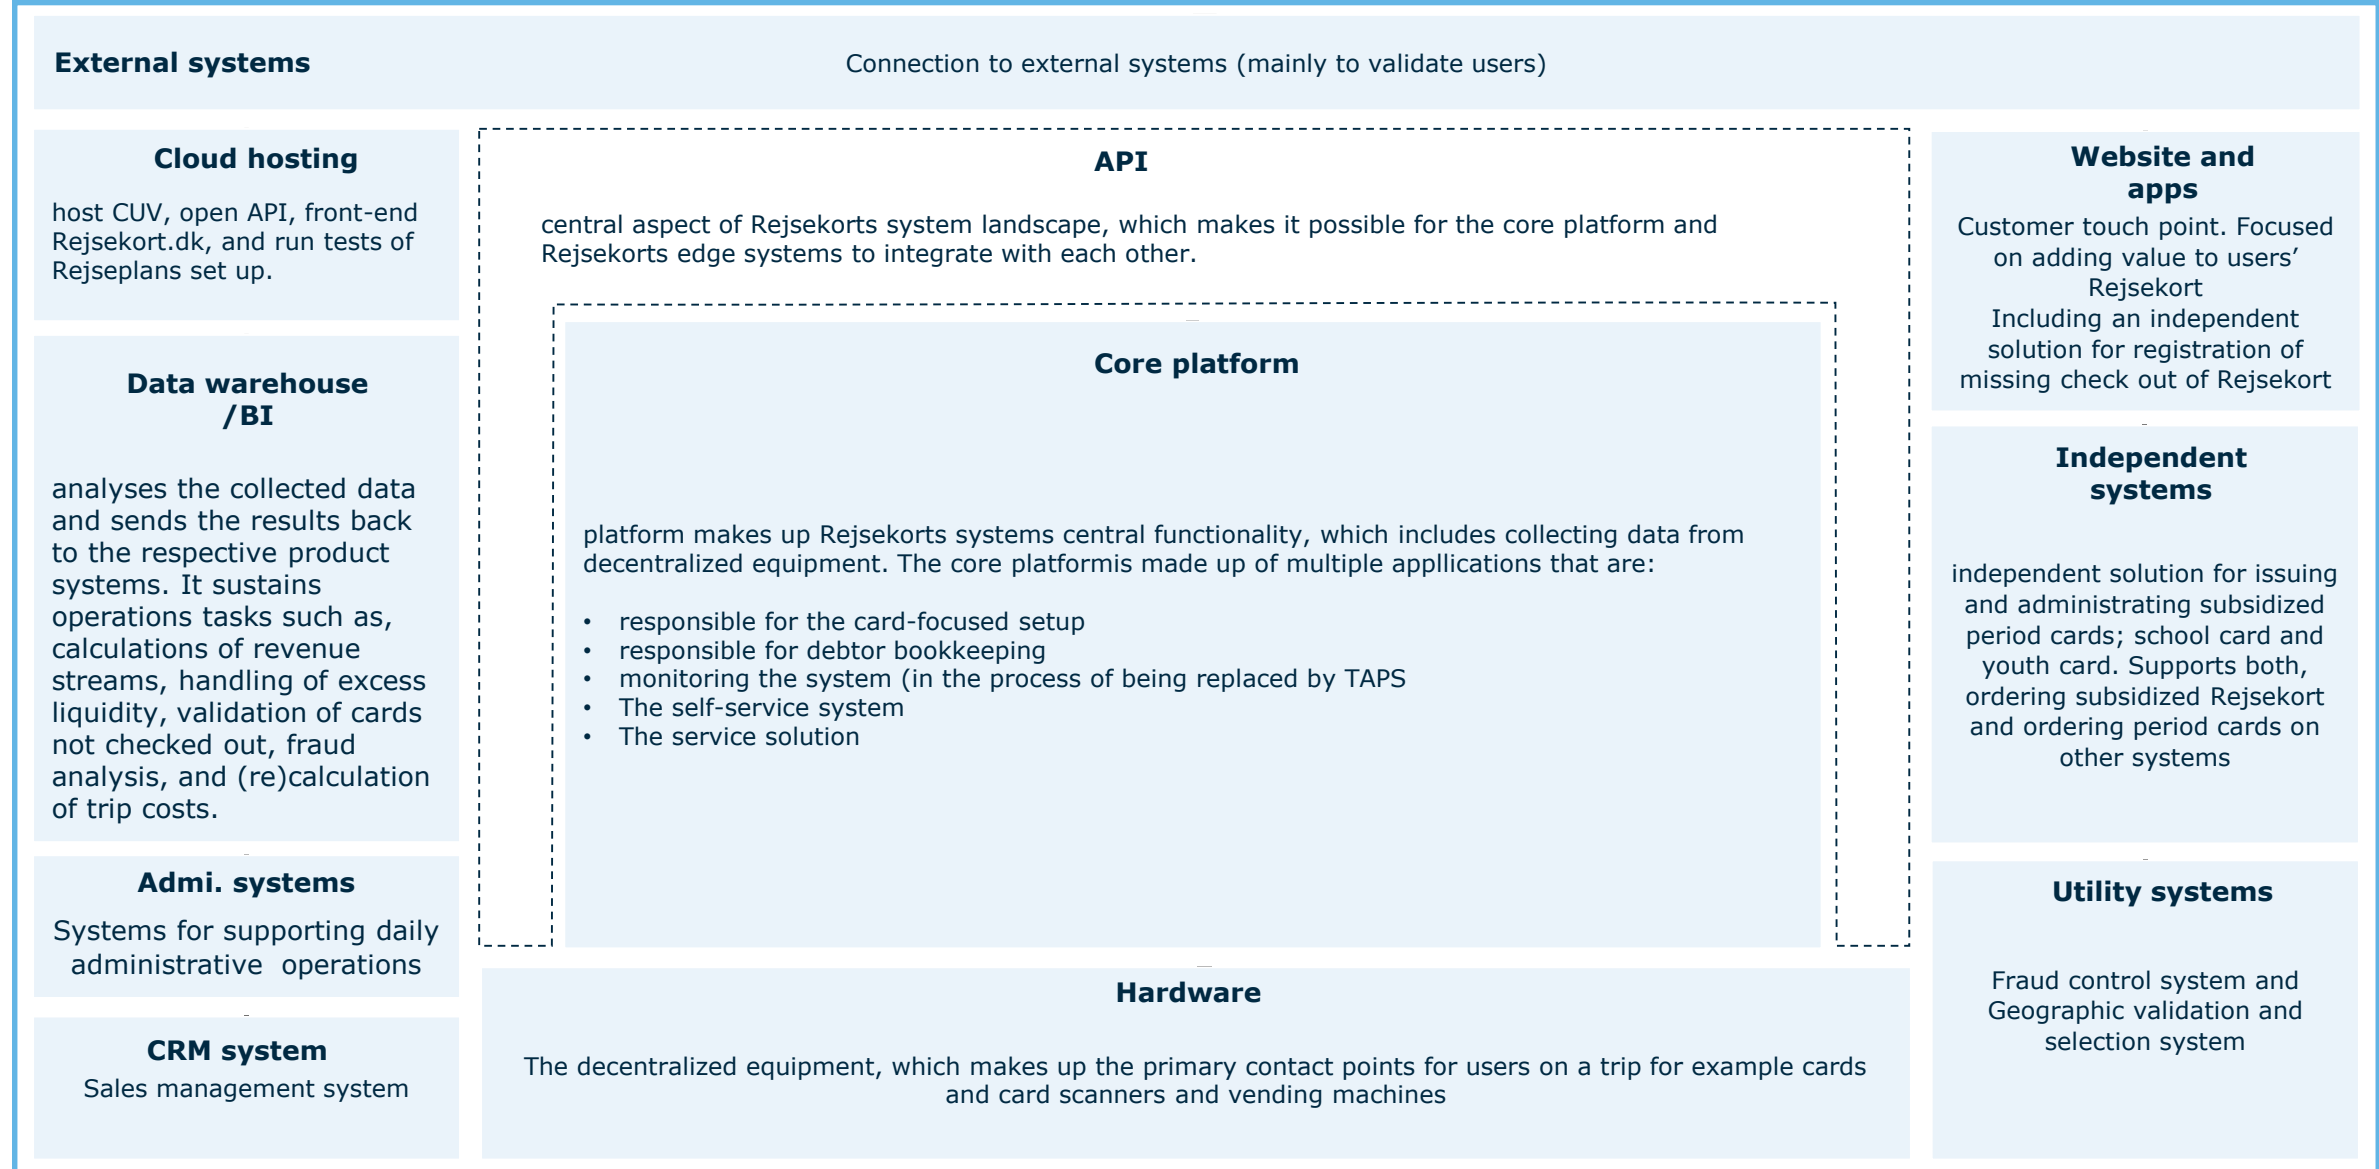 External systems
Connection to external systems (mainly to validate users)
Cloud hosting
host CUV, open API, front-end
Rejsekort.dk, and run tests of
Rejseplans set up.
Data warehouse
/BI
analyses the collected data
and sends the results back
to the respective product
systems. It sustains
operations tasks such as,
calculations of revenue
streams, handling of excess
liquidity, validation of cards
not checked out, fraud
analysis, and (re)calculation
of trip costs.
Admi. systems
Systems for supporting daily
administrative  operations
CRM system
Sales management system
API
central aspect of Rejsekorts system landscape, which makes it possible for the core platform and
Rejsekorts edge systems to integrate with each other.
Core platform
platform makes up Rejsekorts systems central functionality, which includes collecting data from
decentralized equipment. The core platformis made up of multiple appllications that are:
• responsible for the card-focused setup
• responsible for debtor bookkeeping
• monitoring the system (in the process of being replaced by TAPS
• The self-service system
• The service solution
Hardware
The decentralized equipment, which makes up the primary contact points for users on a trip for example cards
and card scanners and vending machines
Website and
apps
Customer touch point. Focused
on adding value to users’
Rejsekort
Including an independent
solution for registration of
missing check out of Rejsekort
Independent
systems
independent solution for issuing
and administrating subsidized
period cards; school card and
youth card. Supports both,
ordering subsidized Rejsekort
and ordering period cards on
other systems
Utility systems
Fraud control system and
Geographic validation and
selection system